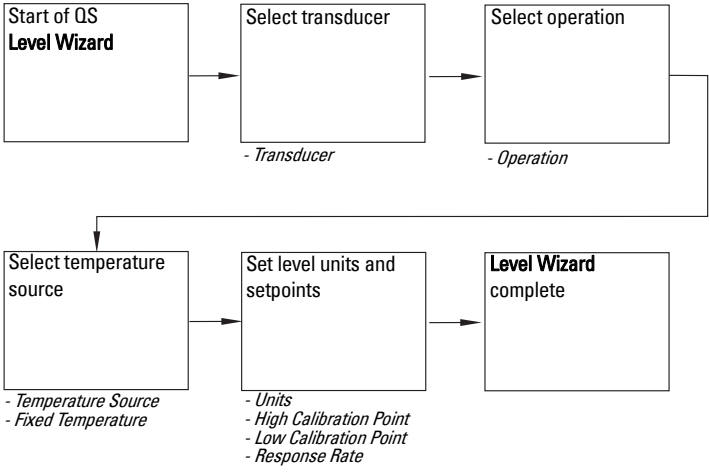 Start of QS
Level Wizard
Select transducer
- Transducer
Select operation
- Operation
Select temperature
source
- Temperature Source
- Fixed Temperature
Set level units and
setpoints
- Units
- High Calibration Point
- Low Calibration Point
- Response Rate
Level Wizard
complete